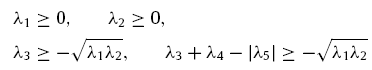 λ₁ ≥ 0, λ₂ ≥ 0,
λ₃ ≥ −√(λ₁λ₂), λ₃ + λ₄ − |λ₅| ≥ −√(λ₁λ₂)